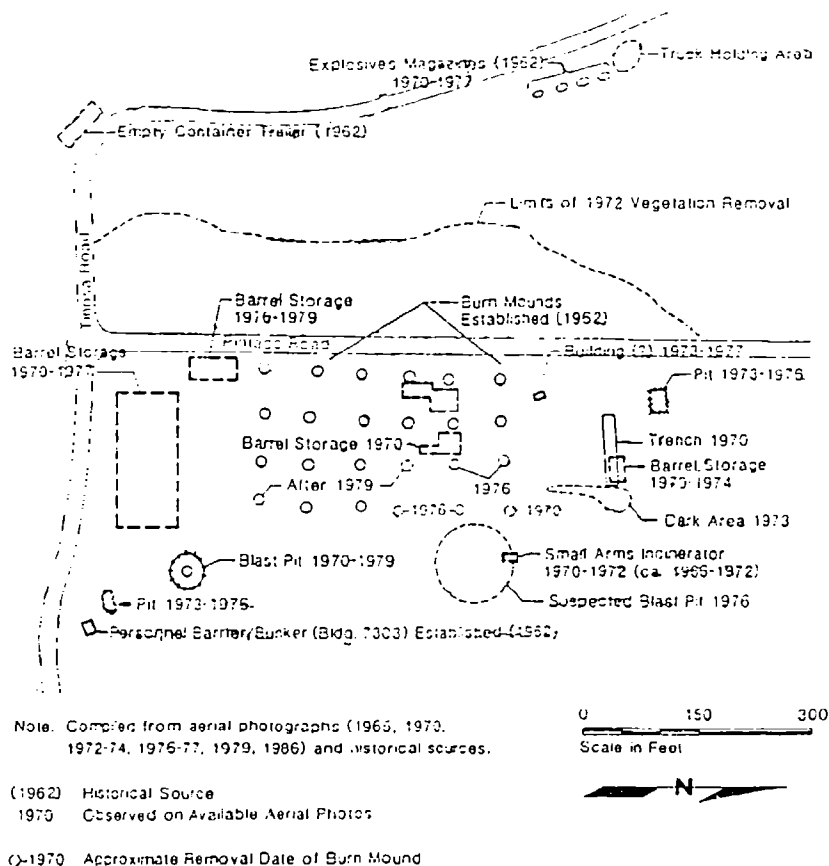 Explosives Magazines (1962)
1970-1977
Truck Holding Area
Empty Container Trailer (1962)
Limits of 1972 Vegetation Removal
Road
Barrel Storage
1976-1979
Burn Mounds
Established (1962)
Road
Barrel Storage
1970-1977
Building (?) 1973-1977
Pit 1973-1976
Barrel Storage 1970
Trench 1970
Barrel Storage
1970-1974
After 1979
1976
1976
1970
Dark Area 1973
Blast Pit 1970-1979
Small Arms Incinerator
1970-1972 (ca. 1965-1972)
Suspected Blast Pit 1976
Pit 1973-1976
Personnel Barrier/Bunker (Bldg. 7303) Established (1962)
Note. Compiled from aerial photographs (1965, 1970,
1972-74, 1976-77, 1979, 1986) and historical sources.
0 150 300
Scale in Feet
N
(1962) Historical Source
1970 Observed on Available Aerial Photos
-1970 Approximate Removal Date of Burn Mound